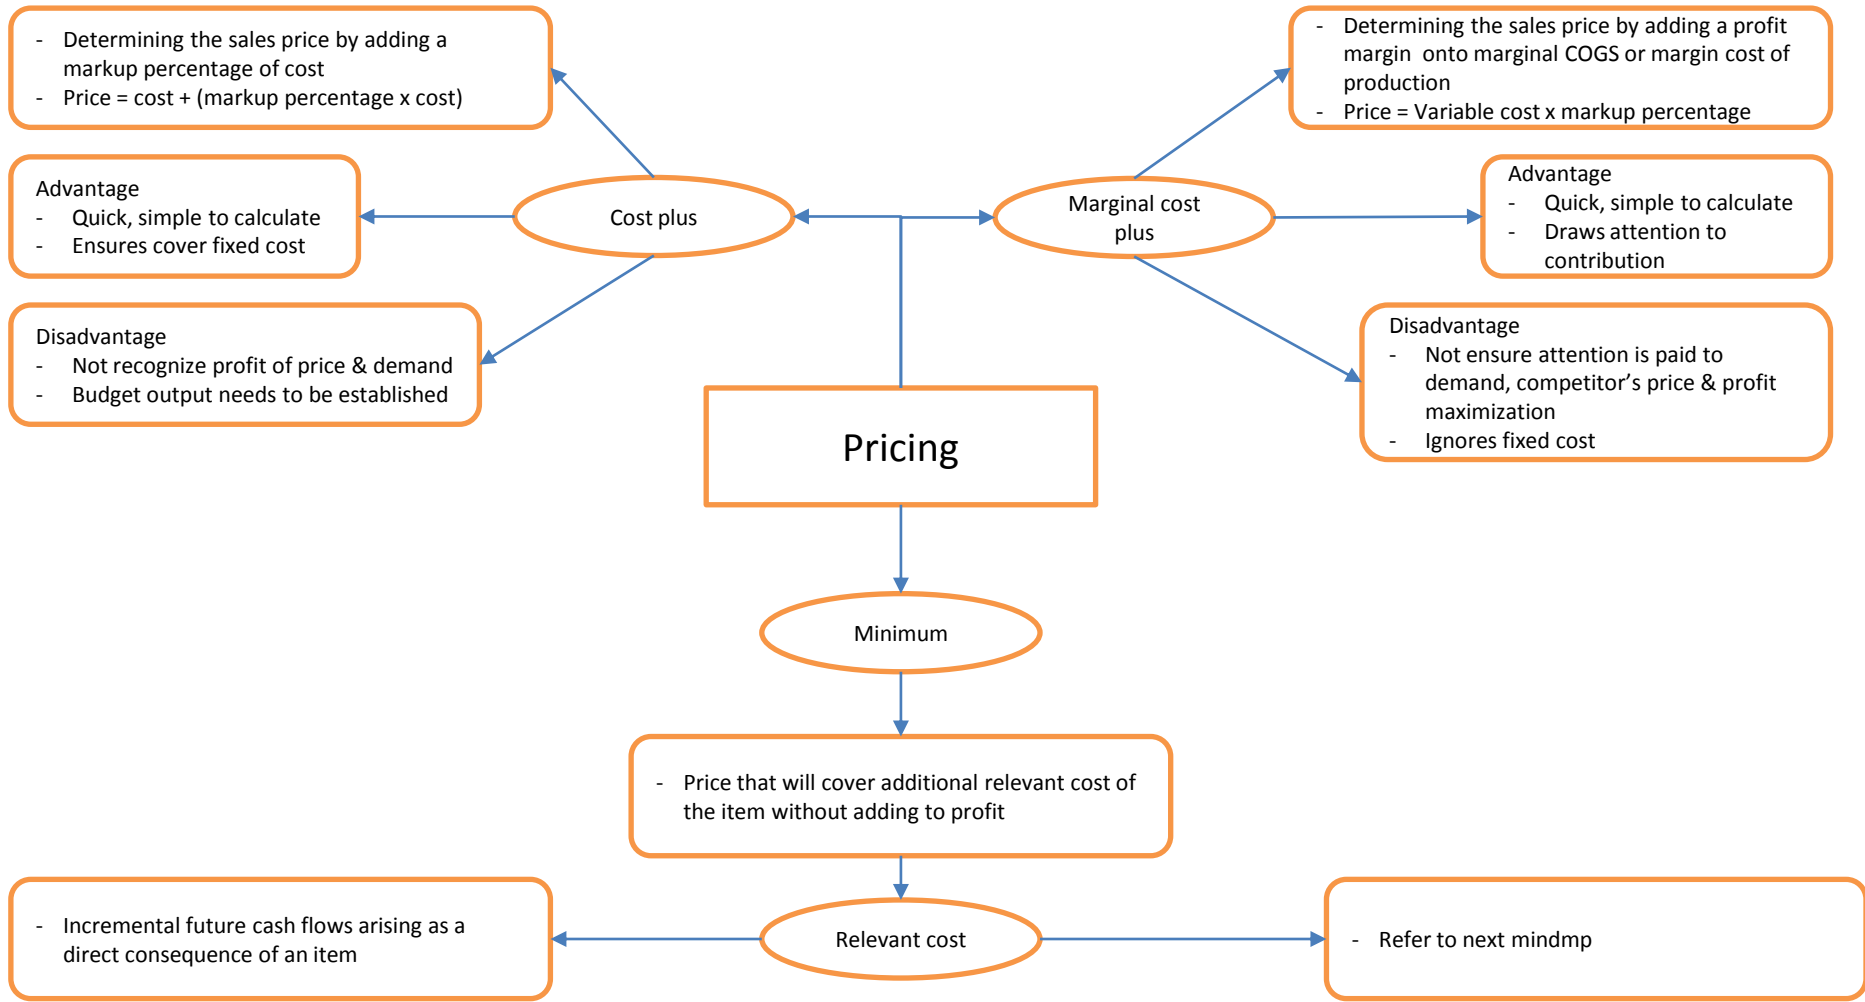 - Determining the sales price by adding a
markup percentage of cost
- Price = cost + (markup percentage x cost)
Advantage
- Quick, simple to calculate
- Ensures cover fixed cost
Disadvantage
- Not recognize profit of price & demand
- Budget output needs to be established
Cost plus
Marginal cost
plus
- Determining the sales price by adding a profit
margin onto marginal COGS or margin cost of
production
- Price = Variable cost x markup percentage
Advantage
- Quick, simple to calculate
- Draws attention to
contribution
Disadvantage
- Not ensure attention is paid to
demand, competitor’s price & profit
maximization
- Ignores fixed cost
Pricing
Minimum
- Price that will cover additional relevant cost of
the item without adding to profit
- Incremental future cash flows arising as a
direct consequence of an item
Relevant cost
- Refer to next mindmp